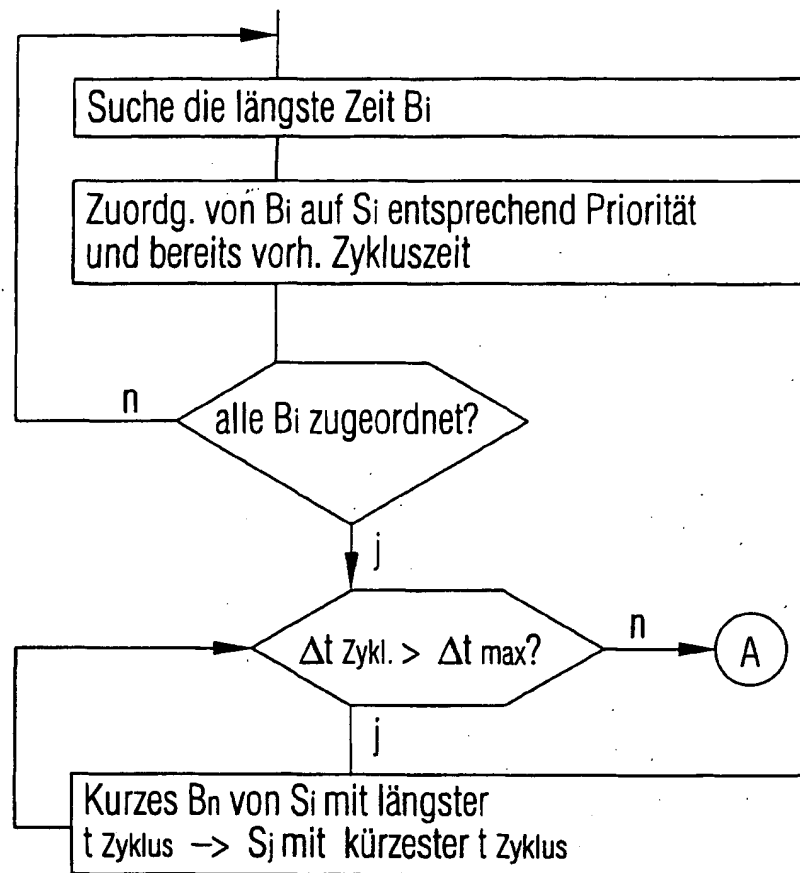 Suche die längste Zeit Bi
Zuordg. von Bi auf Si entsprechend Priorität
und bereits vorh. Zykluszeit
n
alle Bi zugeordnet?
j
Δt Zykl. > Δt max?
n
A
j
Kurzes Bn von Si mit längster
t Zyklus –> Sj mit kürzester t Zyklus